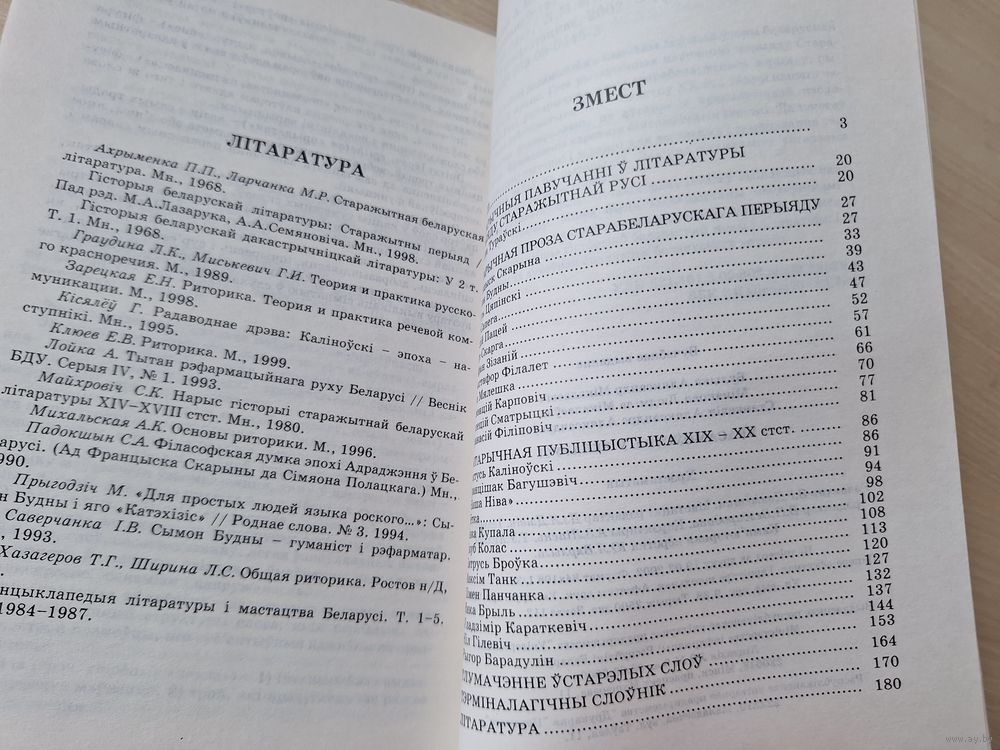 ЛІТАРАТУРА
Ахрыменка П.П., Ларчанка М.Р. Старажытная беларуская
літаратура. Мн., 1968.
Гісторыя беларускай літаратуры: Старажытны перыяд /
Пад рэд. М.А.Лазарука, А.А.Семяновіча. Мн., 1998.
Гісторыя беларускай дакастрычніцкай літаратуры: У 2 т.
Т. 1. Мн., 1968.
Граудина Л.К., Миськевич Г.И. Теория и практика русско-
го красноречия. М., 1989.
Зарецкая Е.Н. Риторика. Теория и практика речевой ком-
муникации. М., 1998.
Кісялёў Г. Радаводнае дрэва: Каліноўскі – эпоха – на-
ступнікі. Мн., 1995.
Клюев Е.В. Риторика. М., 1999.
Лойка А. Тытан рэфармацыйнага руху Беларусі // Веснік
БДУ. Серыя IV, № 1. 1993.
Майхровіч С.К. Нарыс гісторыі старажытнай беларускай
літаратуры XIV–XVIII стст. Мн., 1980.
Михальская А.К. Основы риторики. М., 1996.
Падокшын С.А. Філасофская думка эпохі Адраджэння ў Бе-
ларусі. (Ад Францыска Скарыны да Сімяона Полацкага.) Мн.,
1990.
Прыгодзіч М. «Для простых людей языка роского...»: Сы-
н Будны і яго «Катэхізіс» // Роднае слова. № 3. 1994.
Саверчанка І.В. Сымон Будны – гуманіст і рэфарматар.
, 1993.
Хазагеров Т.Г., Ширина Л.С. Общая риторика. Ростов н/Д,
нцыклапедыя літаратуры і мастацтва Беларусі. Т. 1–5.
1984–1987.
ЗМЕСТ
3
ПАВУЧАННІ Ў ЛІТАРАТУРЫ
СТАРАЖЫТНАЙ РУСІ 20
Тураўскі 20
ПРОЗА СТАРАБЕЛАРУСКАГА ПЕРЫЯДУ 27
Скарына 27
Будны 33
Цяпінскі 39
43
Пацей 47
Скарга 52
Зізаній 57
Філалет 61
Мялешка 66
Карповіч 70
Сматрыцкі 77
Філіповіч 81
ПУБЛІЦЫСТЫКА XIX – XX стст. 86
Каліноўскі 86
Багушэвіч 91
Ніва» 94
98
Купала 102
Колас 108
Броўка 113
Танк 120
Панчанка 127
Брыль 132
Караткевіч 137
Гілевіч 144
Барадулін 153
ТЛУМАЧЭННЕ ЎСТАРЭЛЫХ СЛОЎ 164
ТЭРМІНАЛАГІЧНЫ СЛОЎНІК 170
ЛІТАРАТУРА 180
www.ay.by